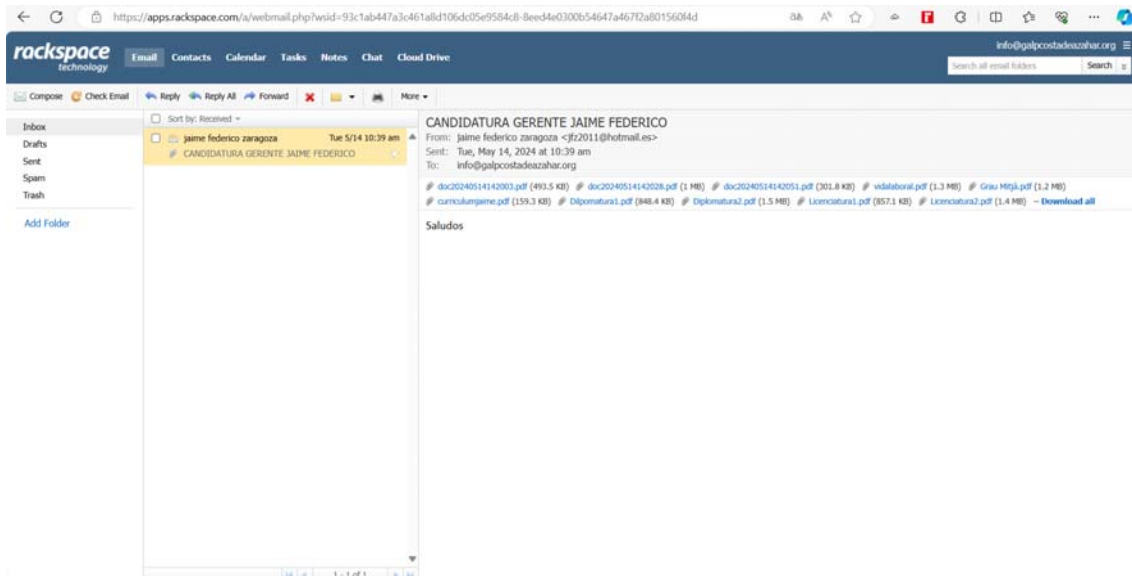 https://apps.rackspace.com/a/webmail.php?wsid=93c1ab447a3c461a8d106dc05e9584c8-8eed4e0300b54647a467f2a801560f4d
rackspace
technology
Email Contacts Calendar Tasks Notes Chat Cloud Drive
info@galpcostadeazahar.org
Search all email folders Search
Compose Check Email Reply Reply All Forward More
Inbox
Drafts
Sent
Spam
Trash
Add Folder
Sort by: Received
jaime federico zaragoza Tue 5/14 10:39 am
CANDIDATURA GERENTE JAIME FEDERICO
1 - 1 of 1
CANDIDATURA GERENTE JAIME FEDERICO
From: jaime federico zaragoza <jfz2011@hotmail.es>
Sent: Tue, May 14, 2024 at 10:39 am
To: info@galpcostadeazahar.org
doc20240514142003.pdf (493.5 KB) doc20240514142028.pdf (1 MB) doc20240514142051.pdf (301.8 KB) vidalaboral.pdf (1.3 MB) Grau Mitjà.pdf (1.2 MB)
curriculumjaime.pdf (159.3 KB) Dilpomatura1.pdf (848.4 KB) Diplomatura2.pdf (1.5 MB) Licenciatura1.pdf (857.1 KB) Licenciatura2.pdf (1.4 MB) – Download all
Saludos